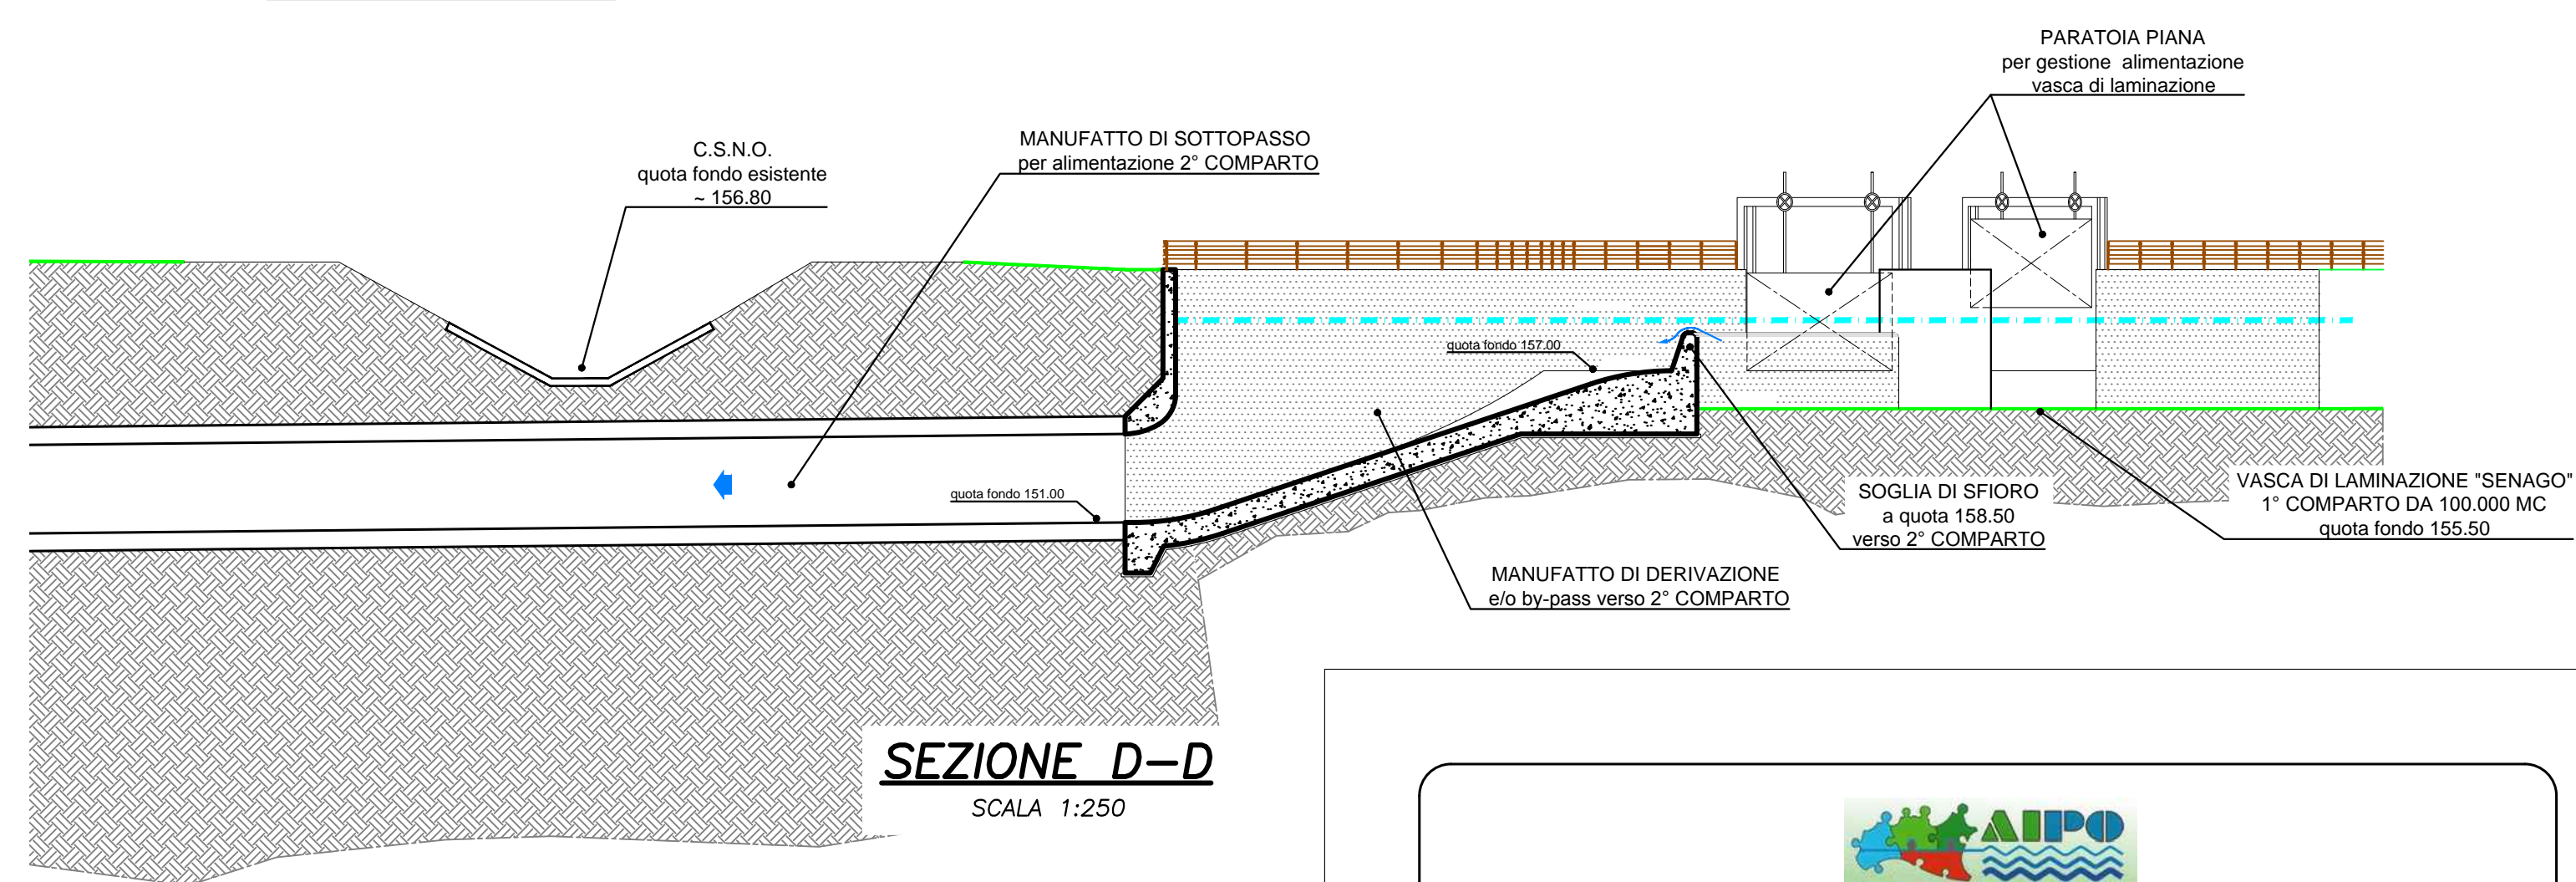 PARATOIA PIANA
per gestione alimentazione
vasca di laminazione
C.S.N.O.
quota fondo esistente
~ 156.80
MANUFATTO DI SOTTOPASSO
per alimentazione 2° COMPARTO
quota fondo 157.00
quota fondo 151.00
SOGLIA DI SFIORO
a quota 158.50
verso 2° COMPARTO
VASCA DI LAMINAZIONE "SENAGO"
1° COMPARTO DA 100.000 MC
quota fondo 155.50
MANUFATTO DI DERIVAZIONE
e/o by-pass verso 2° COMPARTO
SEZIONE D-D
SCALA 1:250
AIPO